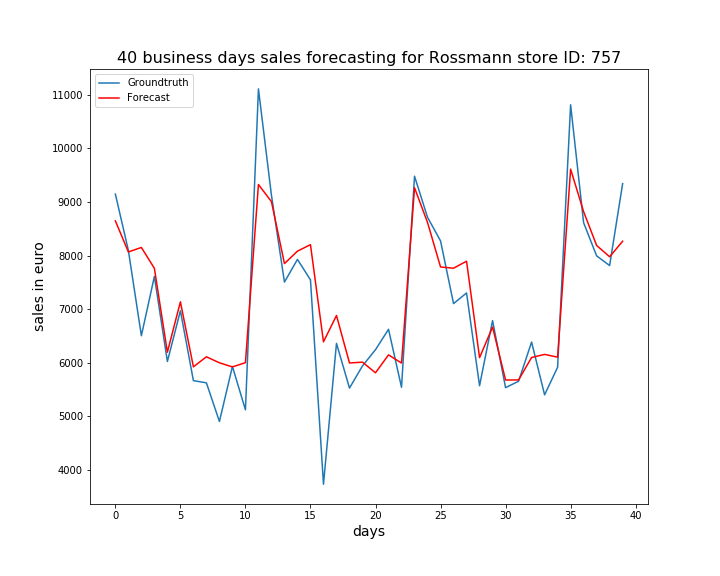 40 business days sales forecasting for Rossmann store ID: 757
Groundtruth
Forecast
11000
10000
9000
8000
7000
6000
5000
4000
sales in euro
0 5 10 15 20 25 30 35 40
days